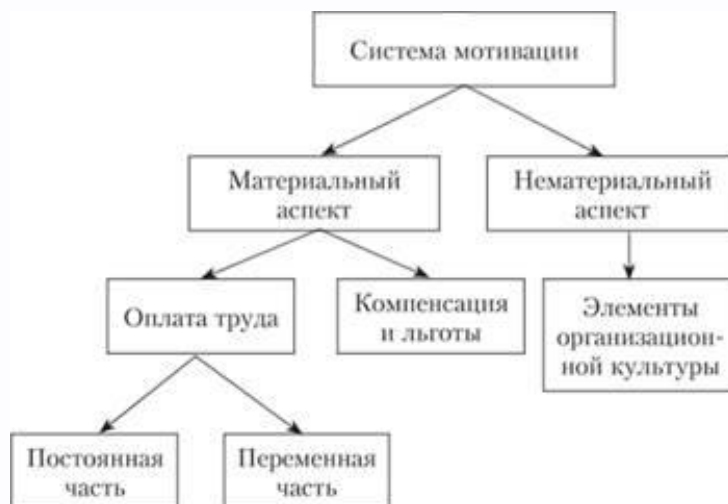 Система мотивации
Материальный
аспект
Нематериальный
аспект
Оплата труда
Компенсация
и льготы
Элементы
организацион-
ной культуры
Постоянная
часть
Переменная
часть